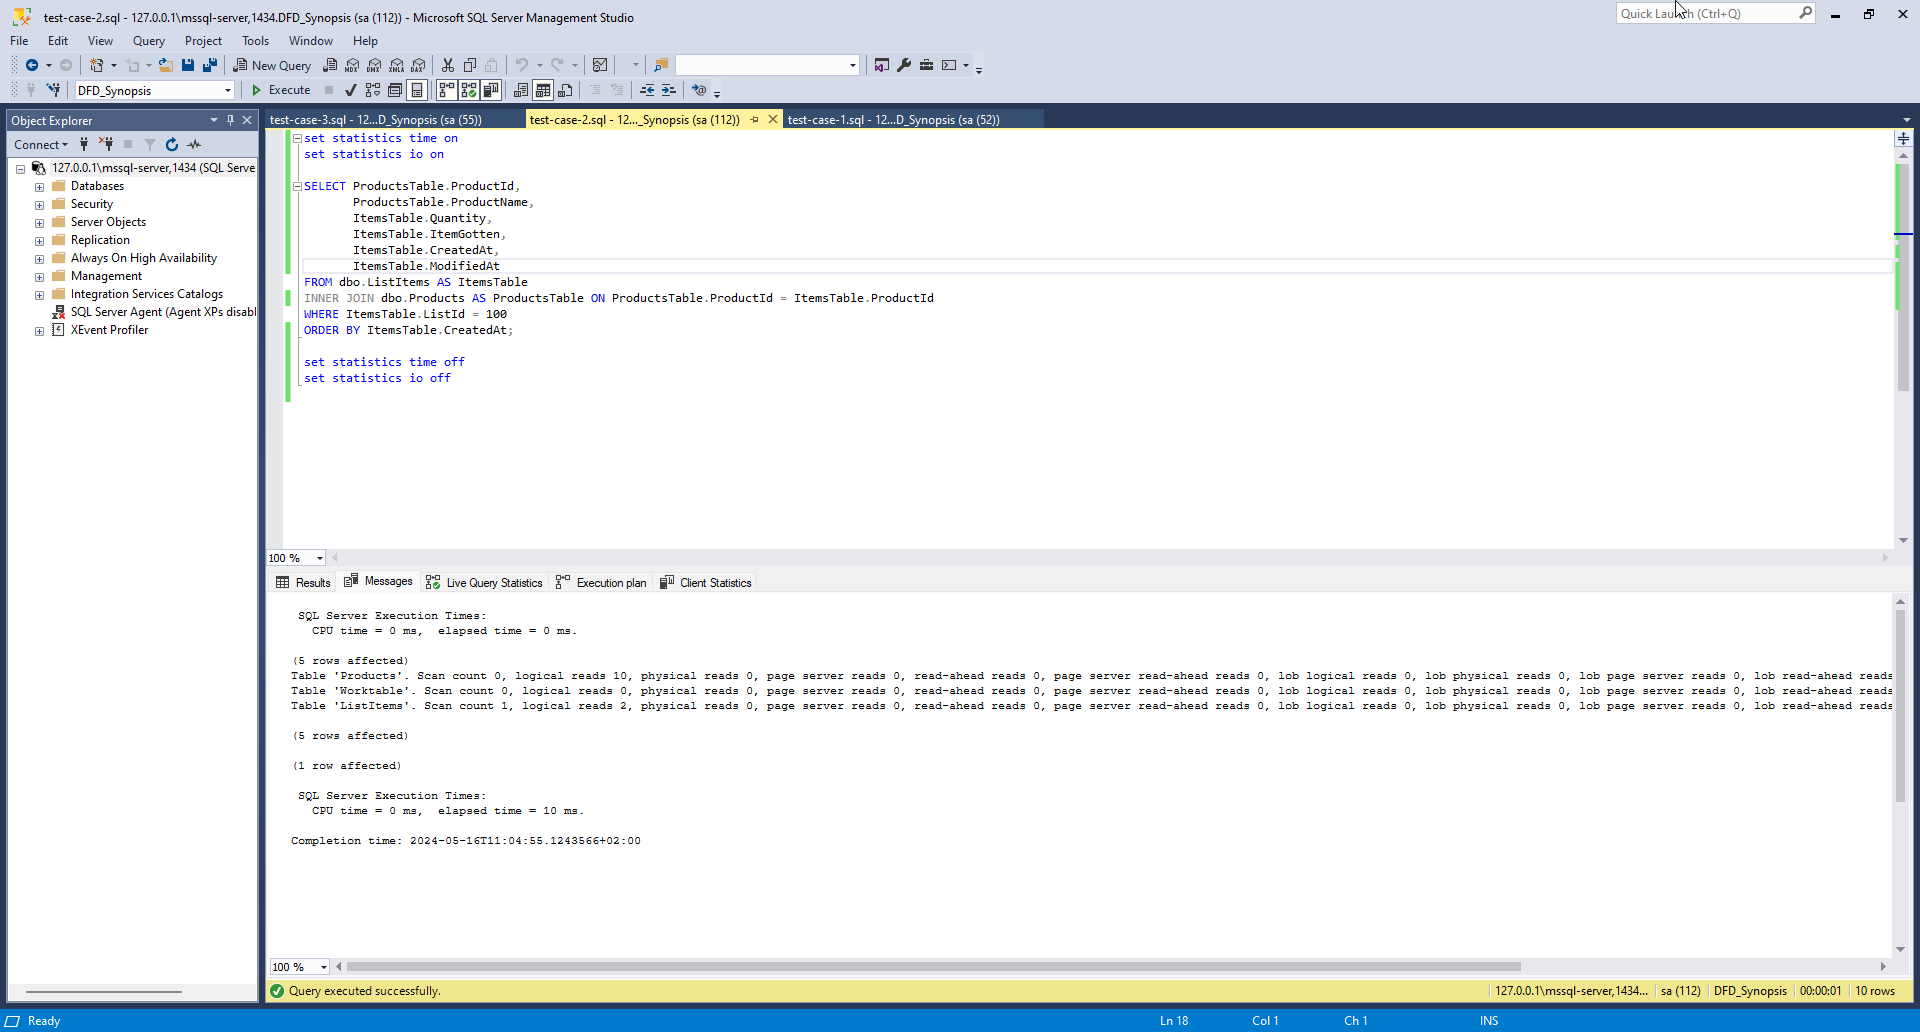 test-case-2.sql - 127.0.0.1\mssql-server,1434.DFD_Synopsis (sa (112)) - Microsoft SQL Server Management Studio
File Edit View Query Project Tools Window Help
New Query
DFD_Synopsis
Execute
Object Explorer
Connect
127.0.0.1\mssql-server,1434 (SQL Serve
Databases
Security
Server Objects
Replication
Always On High Availability
Management
Integration Services Catalogs
SQL Server Agent (Agent XPs disabl
XEvent Profiler
test-case-3.sql - 12...D_Synopsis (sa (55)) test-case-2.sql - 12..._Synopsis (sa (112)) test-case-1.sql - 12...D_Synopsis (sa (52))
set statistics time on
set statistics io on
SELECT ProductsTable.ProductId,
ProductsTable.ProductName,
ItemsTable.Quantity,
ItemsTable.ItemGotten,
ItemsTable.CreatedAt,
ItemsTable.ModifiedAt
FROM dbo.ListItems AS ItemsTable
INNER JOIN dbo.Products AS ProductsTable ON ProductsTable.ProductId = ItemsTable.ProductId
WHERE ItemsTable.ListId = 100
ORDER BY ItemsTable.CreatedAt;
set statistics time off
set statistics io off
100 %
Results Messages Live Query Statistics Execution plan Client Statistics
SQL Server Execution Times:
CPU time = 0 ms, elapsed time = 0 ms.
(5 rows affected)
Table 'Products'. Scan count 0, logical reads 10, physical reads 0, page server reads 0, read-ahead reads 0, page server read-ahead reads 0, lob logical reads 0, lob physical reads 0, lob page server reads 0, lob read-ahead reads
Table 'Worktable'. Scan count 0, logical reads 0, physical reads 0, page server reads 0, read-ahead reads 0, page server read-ahead reads 0, lob logical reads 0, lob physical reads 0, lob page server reads 0, lob read-ahead reads
Table 'ListItems'. Scan count 1, logical reads 2, physical reads 0, page server reads 0, read-ahead reads 0, page server read-ahead reads 0, lob logical reads 0, lob physical reads 0, lob page server reads 0, lob read-ahead reads
(5 rows affected)
(1 row affected)
SQL Server Execution Times:
CPU time = 0 ms, elapsed time = 10 ms.
Completion time: 2024-05-16T11:04:55.1243566+02:00
100 %
Query executed successfully. 127.0.0.1\mssql-server,1434... sa (112) DFD_Synopsis 00:00:01 10 rows
Ready Ln 18 Col 1 Ch 1 INS
Quick (Ctrl+Q)